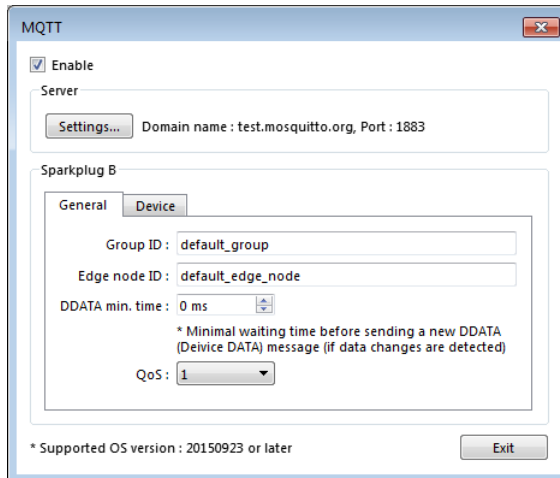 MQTT
Enable
Server
Settings... Domain name : test.mosquitto.org, Port : 1883
Sparkplug B
General Device
Group ID : default_group
Edge node ID : default_edge_node
DDATA min. time : 0 ms
* Minimal waiting time before sending a new DDATA
(Deivice DATA) message (if data changes are detected)
QoS : 1
* Supported OS version : 20150923 or later Exit